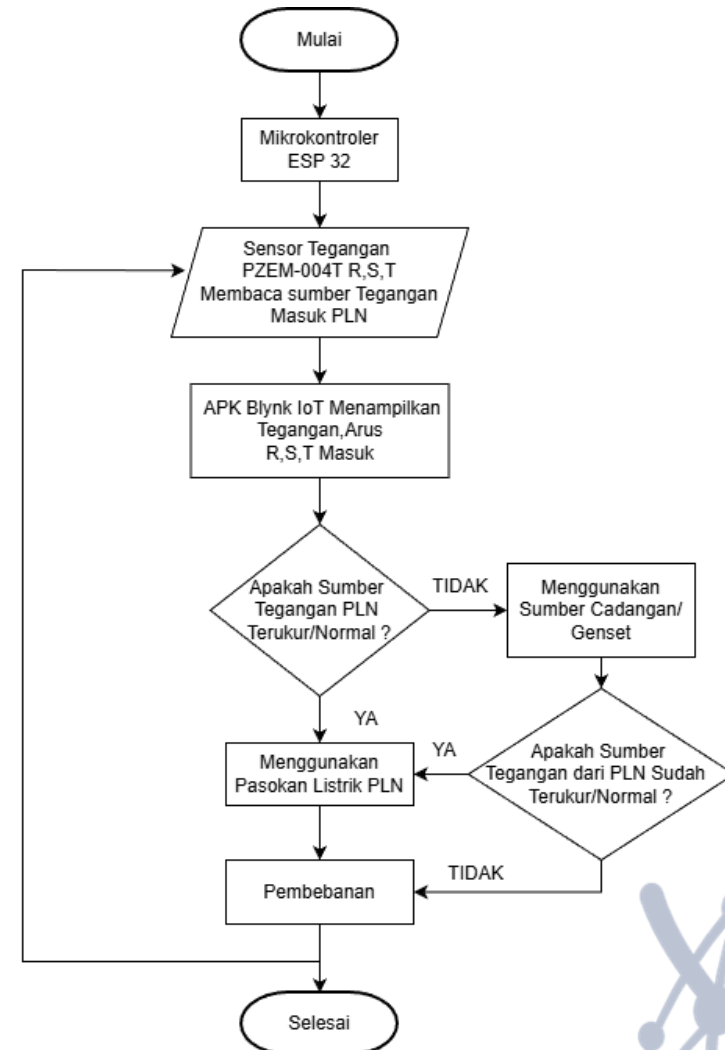 Mulai
Mikrokontroler
ESP 32
Sensor Tegangan
PZEM-004T R,S,T
Membaca sumber Tegangan
Masuk PLN
APK Blynk IoT Menampilkan
Tegangan,Arus
R,S,T Masuk
Apakah Sumber
Tegangan PLN
Terukur/Normal ?
TIDAK
Menggunakan
Sumber Cadangan/
Genset
YA
Menggunakan
Pasokan Listrik PLN
YA
Apakah Sumber
Tegangan dari PLN Sudah
Terukur/Normal ?
TIDAK
Pembebanan
Selesai